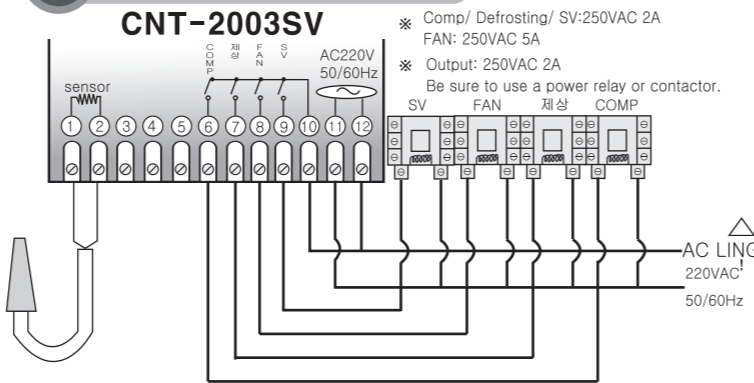 CNT-2003SV
※ Comp/ Defrosting/ SV:250VAC 2A
FAN: 250VAC 5A
※ Output: 250VAC 2A
Be sure to use a power relay or contactor.
COMP 제상 FAN SV
AC220V
50/60Hz
sensor
SV FAN 제상 COMP
1 2 3 4 5 6 7 8 9 10 11 12
AC LING
220VAC
50/60Hz